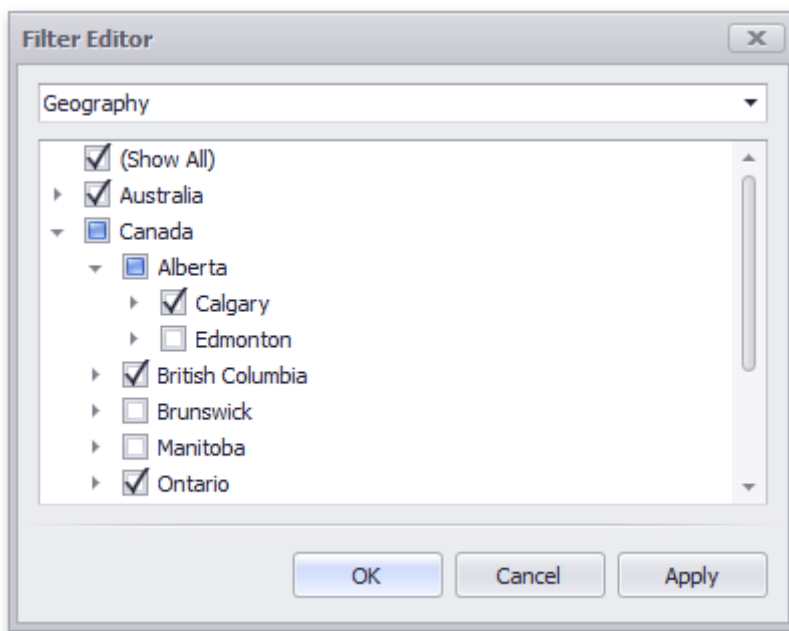 Filter Editor
Geography
(Show All)
Australia
Canada
Alberta
Calgary
Edmonton
British Columbia
Brunswick
Manitoba
Ontario
OK Cancel Apply